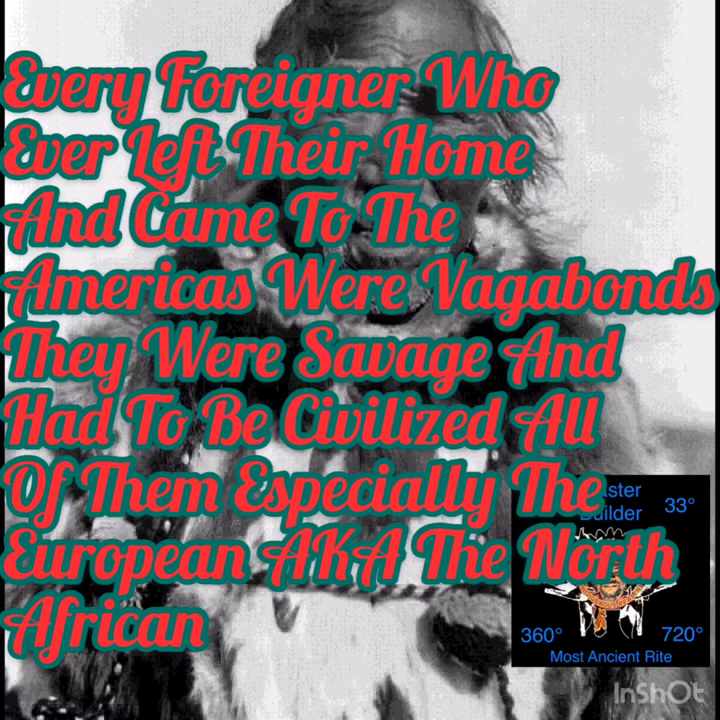 Every Foreigner Who
Ever Left Their Home
And Came To The
Americas Were Vagabonds
They Were Savage And
Had To Be Civilized All
Of Them Especially The
European AKA The North
African
33°
360° 720°
Most Ancient Rite
InShOt